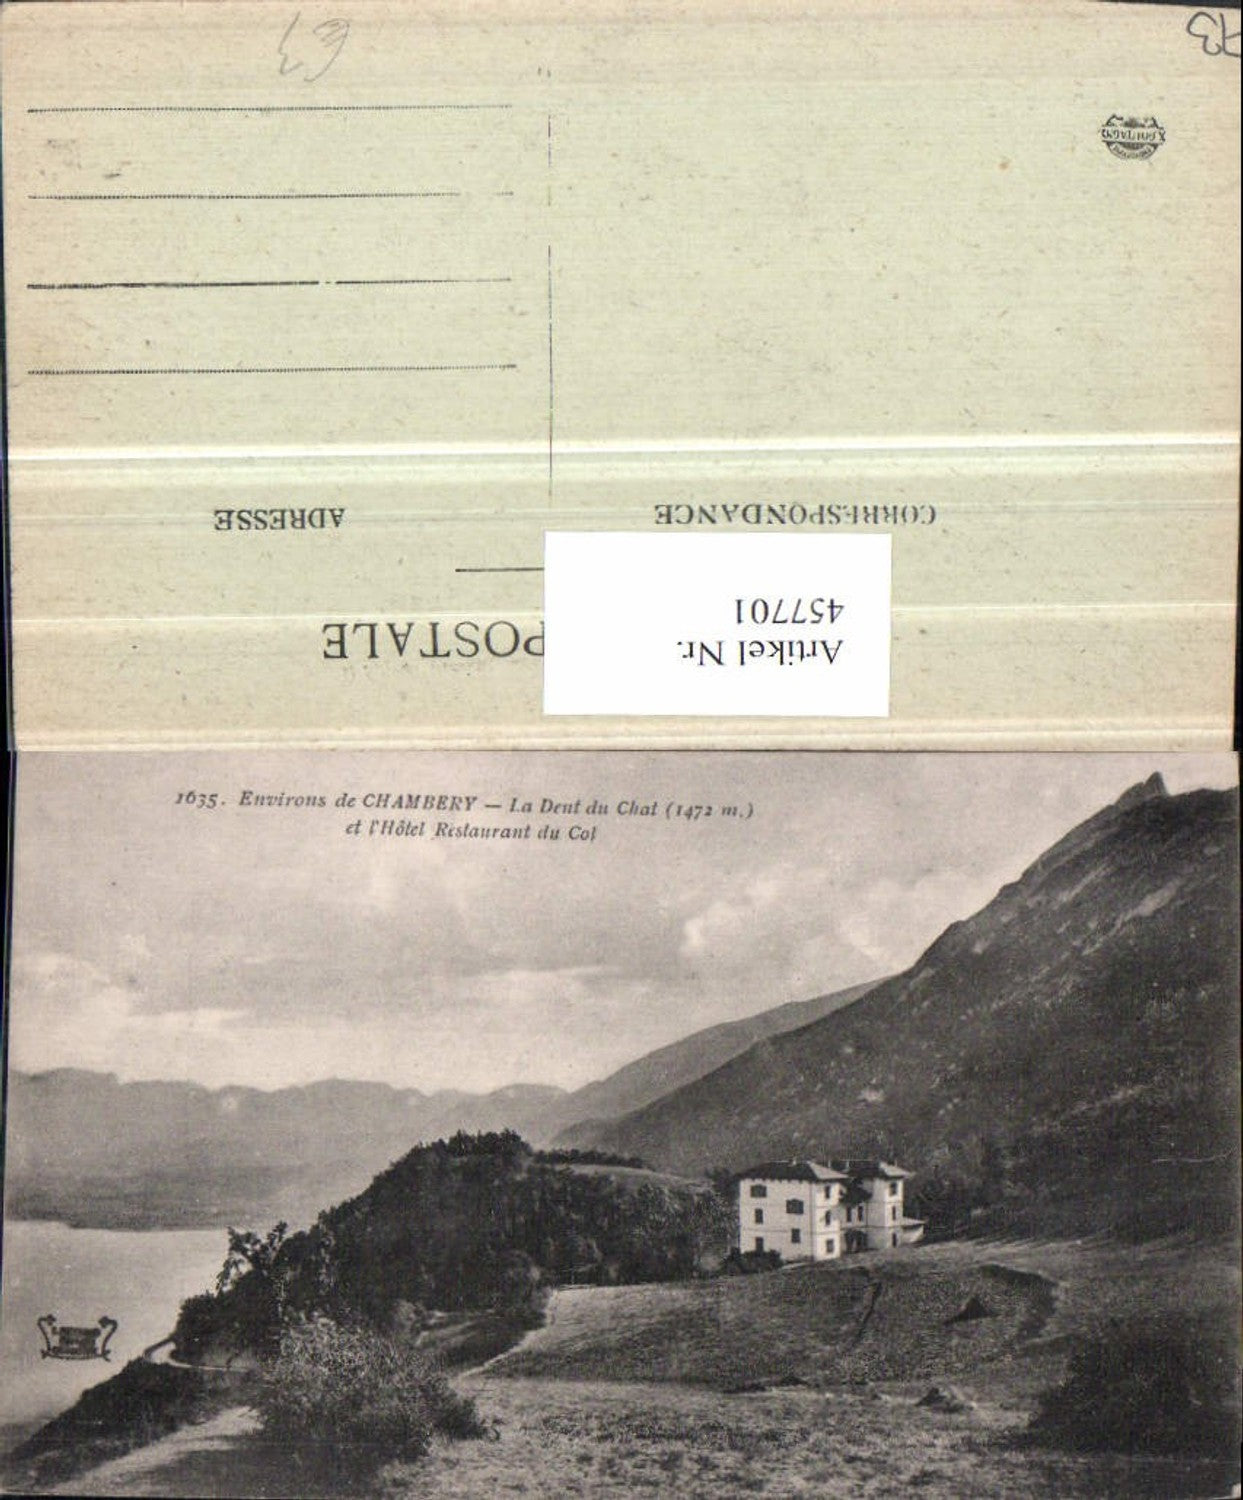 POSTALE
CORRESPONDANCE
ADRESSE
Artikel Nr.
457701
1635. Environs de CHAMBERY — La Dent du Chat (1472 m.)
et l'Hôtel Restaurant du Col